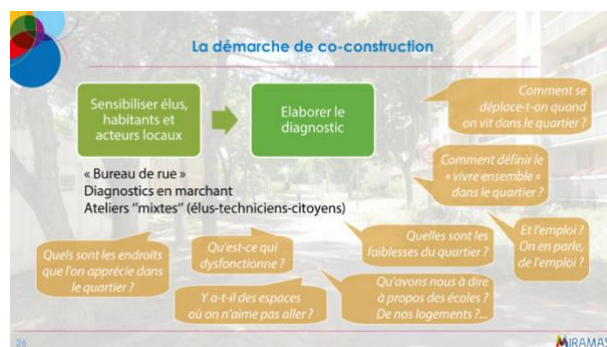 La démarche de co-construction
Sensibiliser élus,
habitants et
acteurs locaux
Elaborer le
diagnostic
« Bureau de rue »
Diagnostics en marchant
Ateliers "mixtes" (élus-techniciens-citoyens)
Comment se
déplace-t-on quand
on vit dans le quartier ?
Comment définir le
« vivre ensemble »
dans le quartier ?
Et l'emploi ?
On en parle,
de l'emploi ?
Quels sont les endroits
que l'on apprécie dans
le quartier ?
Qu'est-ce qui
dysfonctionne ?
Quelles sont les
faiblesses du quartier ?
Y a-t-il des espaces
où on n'aime pas aller ?
Qu'avons nous à dire
à propos des écoles ?
De nos logements ?...
26
MIRAMAS